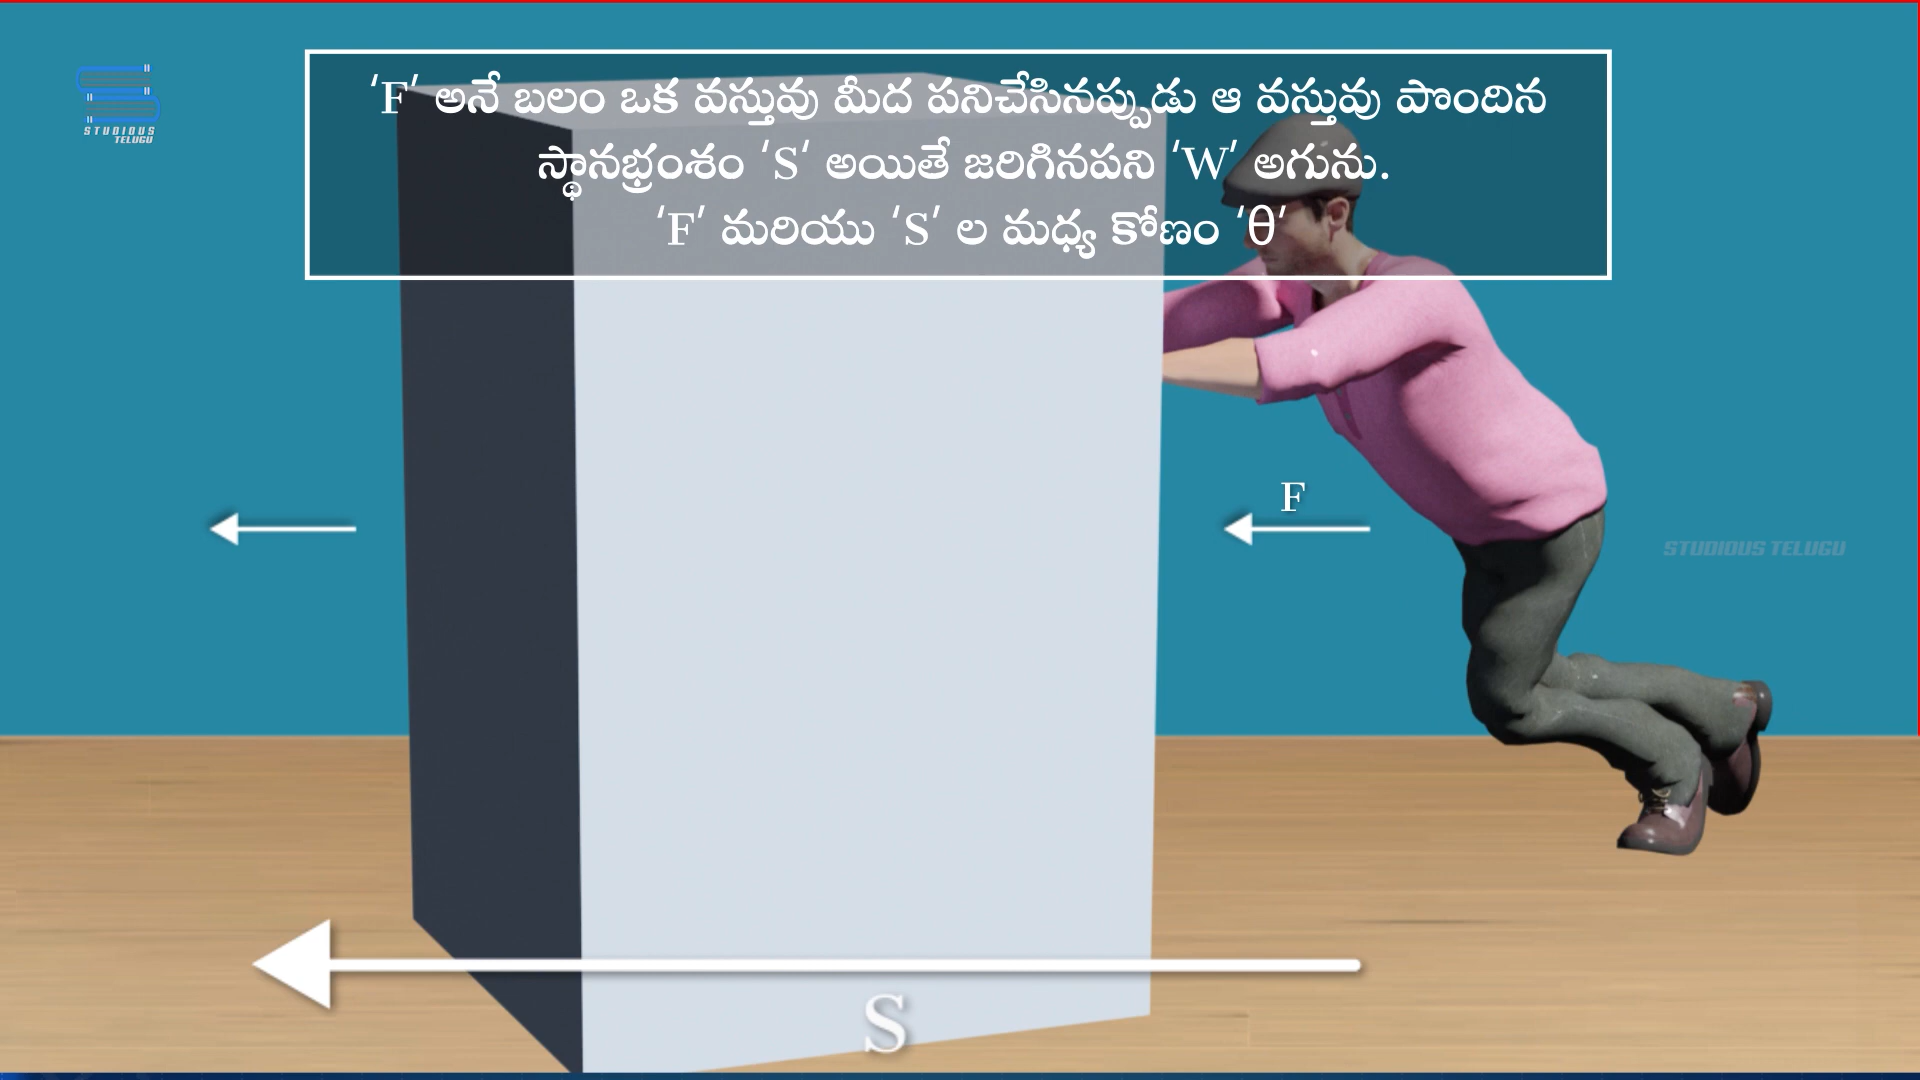 STUDIOUS
TELUGU
‘F’ అనే బలం ఒక వస్తువు మీద పనిచేసినప్పుడు ఆ వస్తువు పొందిన
స్థానభ్రంశం ‘S‘ అయితే జరిగినపని ‘W’ అగును.
‘F’ మరియు ‘S’ ల మధ్య కోణం ‘θ‘
F
STUDIOUS TELUGU
S